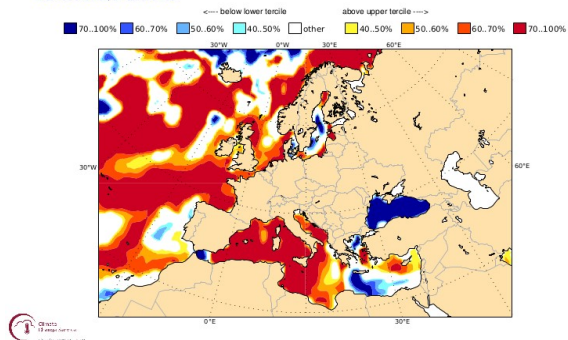 <---- below lower tercile above upper tercile ---->
70..100% 60..70% 50..60% 40..50% other 40..50% 50..60% 60..70% 70..100%
30°W 0°W 30°E 60°E
30°W
60°E
0°E 30°E
Climate